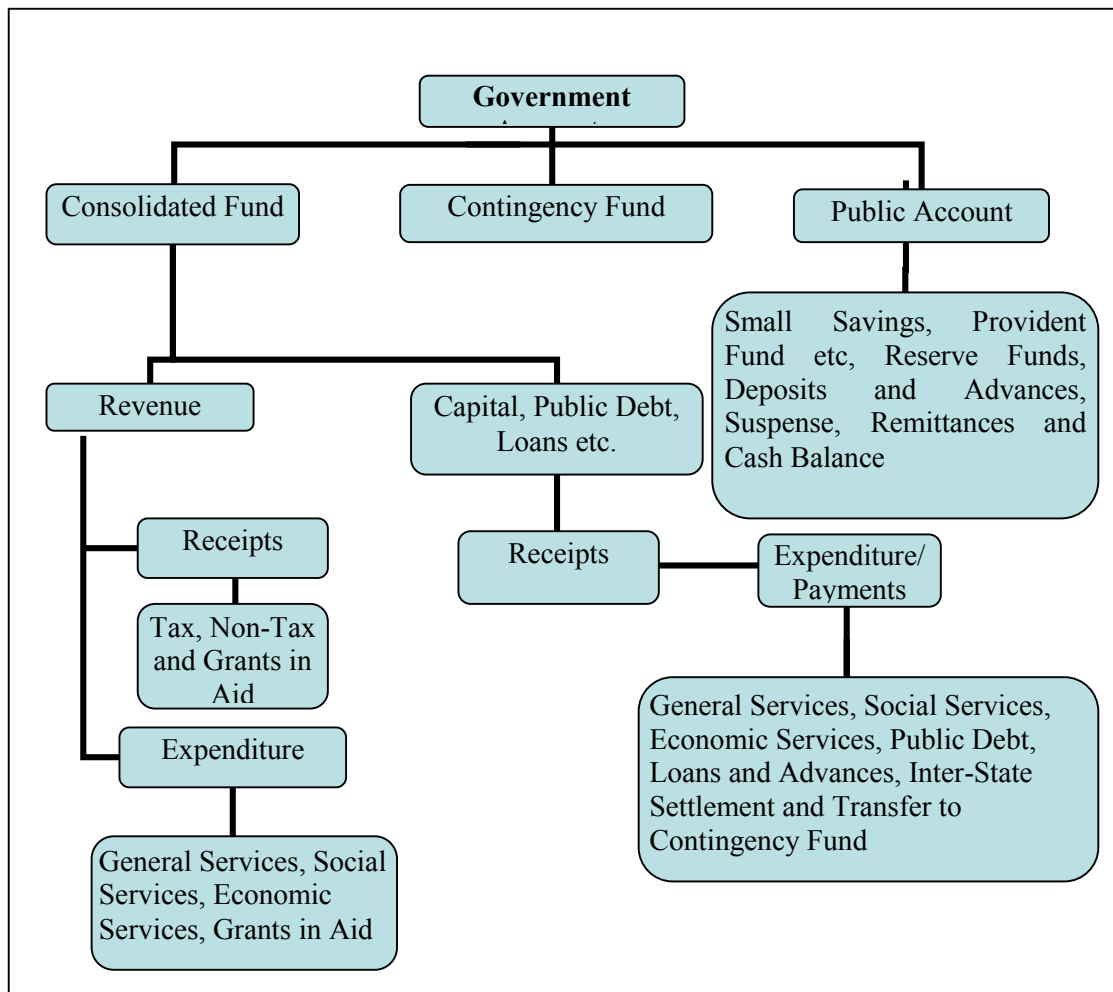 Government
Consolidated Fund
Contingency Fund
Public Account
Small Savings, Provident
Fund etc, Reserve Funds,
Deposits and Advances,
Suspense, Remittances and
Cash Balance
Revenue
Capital, Public Debt,
Loans etc.
Receipts
Receipts
Expenditure/
Payments
Tax, Non-Tax
and Grants in
Aid
General Services, Social Services,
Economic Services, Public Debt,
Loans and Advances, Inter-State
Settlement and Transfer to
Contingency Fund
Expenditure
General Services, Social
Services, Economic
Services, Grants in Aid